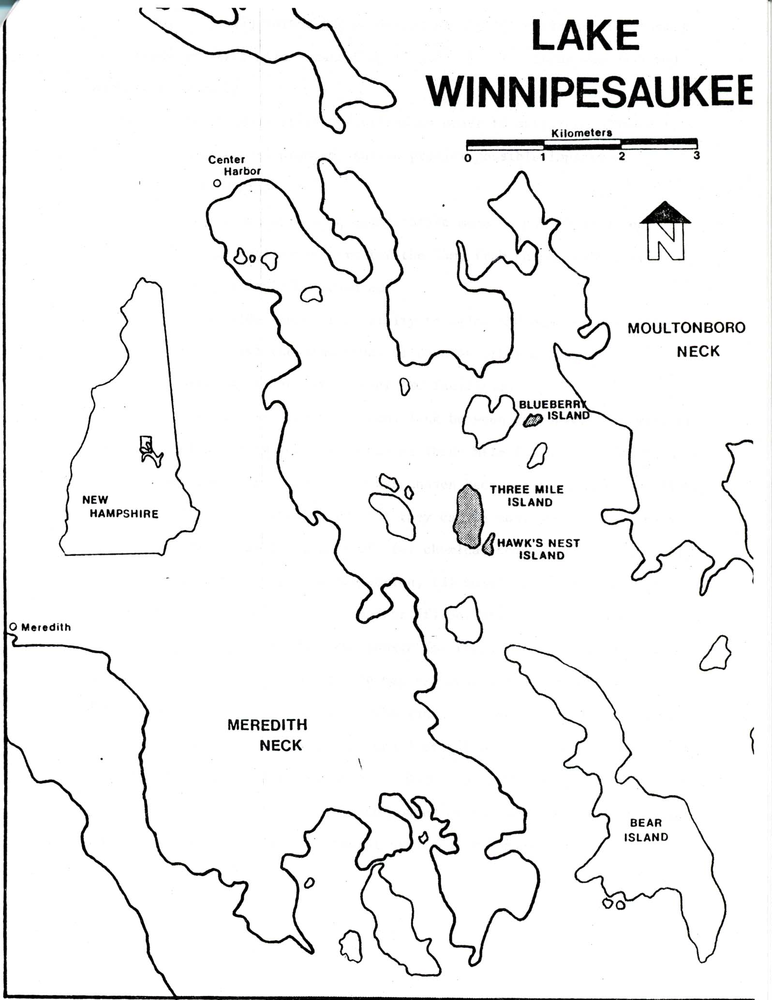 LAKE
WINNIPESAUKEE
Kilometers
0 1 2 3
Center
Harbor
N
MOULTONBORO
NECK
BLUEBERRY
ISLAND
NEW
HAMPSHIRE
THREE MILE
ISLAND
HAWK'S NEST
ISLAND
Meredith
MEREDITH
NECK
BEAR
ISLAND